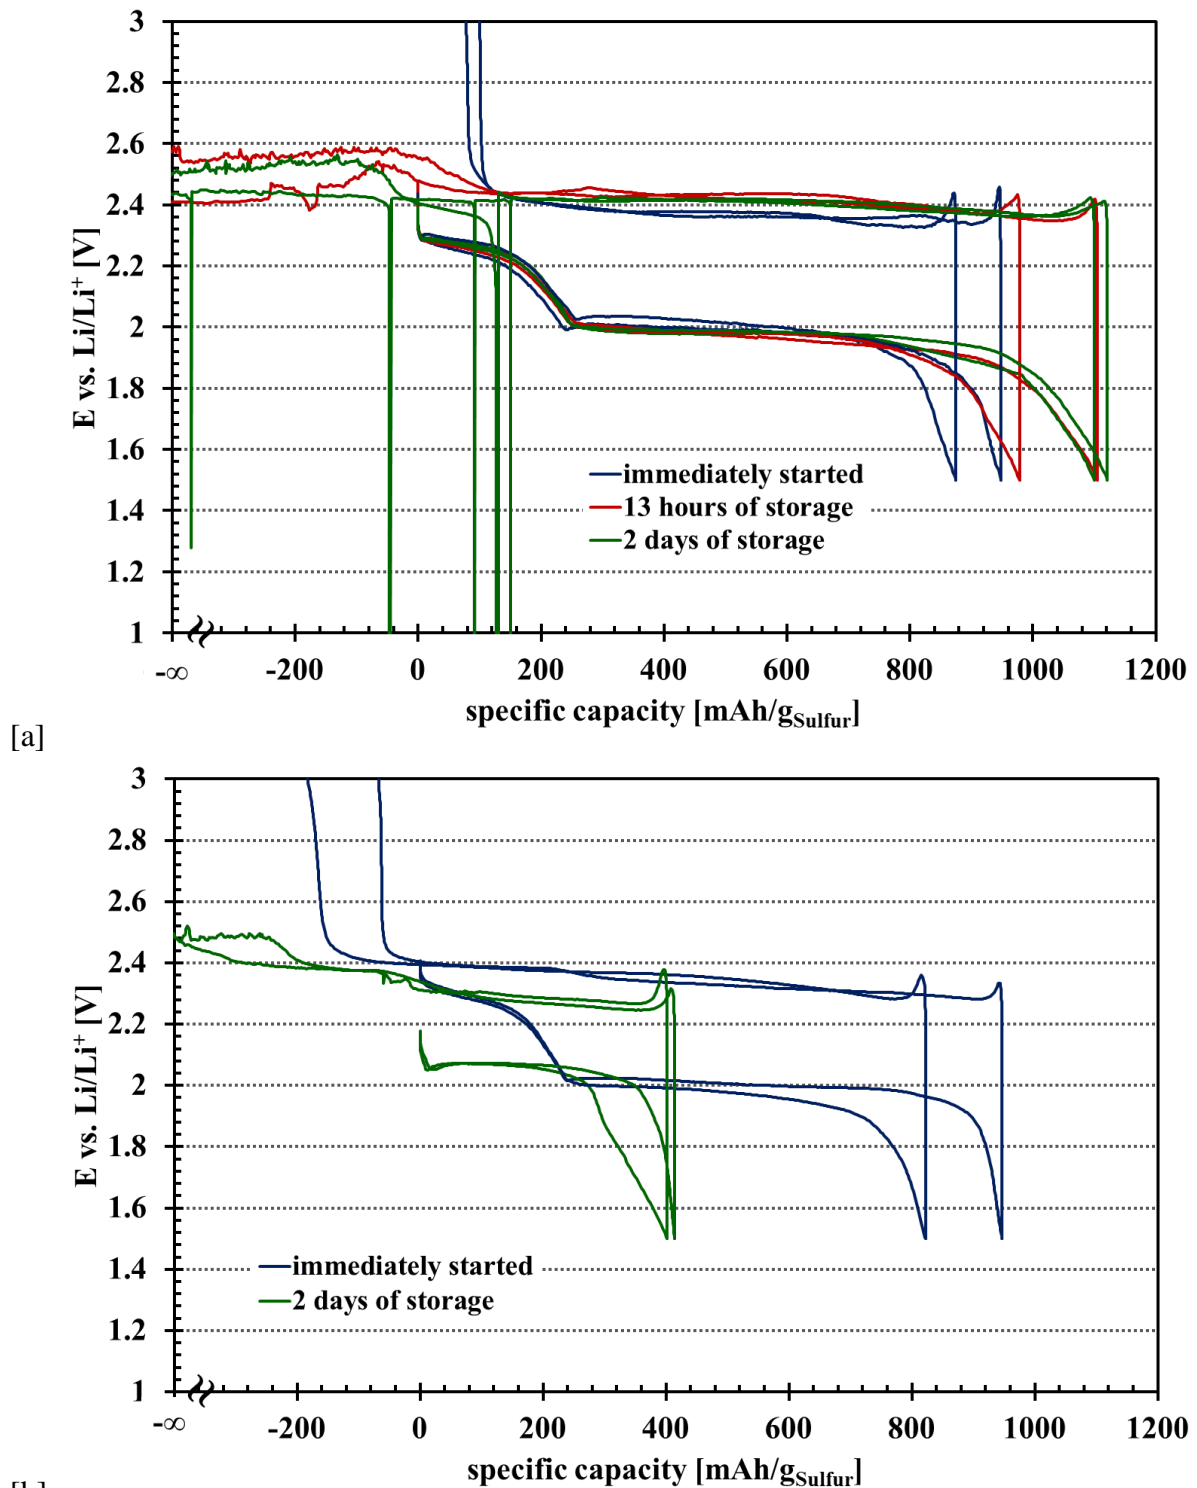 3
2.8
2.6
2.4
2.2
2
1.8
1.6
1.4
1.2
1
E vs. Li/Li⁺ [V]
immediately started
13 hours of storage
2 days of storage
-∞ -200 0 200 400 600 800 1000 1200
specific capacity [mAh/gSulfur]
[a]
3
2.8
2.6
2.4
2.2
2
1.8
1.6
1.4
1.2
1
E vs. Li/Li⁺ [V]
immediately started
2 days of storage
-∞ -200 0 200 400 600 800 1000 1200
specific capacity [mAh/gSulfur]